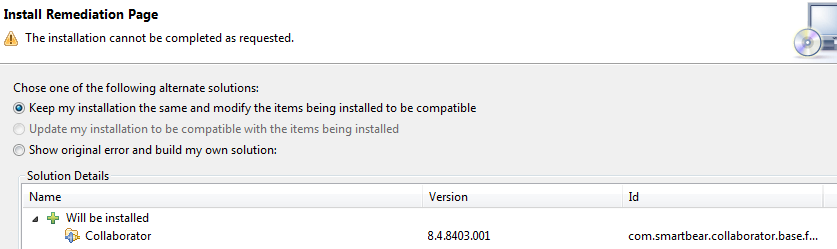 Install Remediation Page
The installation cannot be completed as requested.
Chose one of the following alternate solutions:
Keep my installation the same and modify the items being installed to be compatible
Update my installation to be compatible with the items being installed
Show original error and build my own solution:
Solution Details
Name Version Id
Will be installed
Collaborator 8.4.8403.001 com.smartbear.collaborator.base.f...